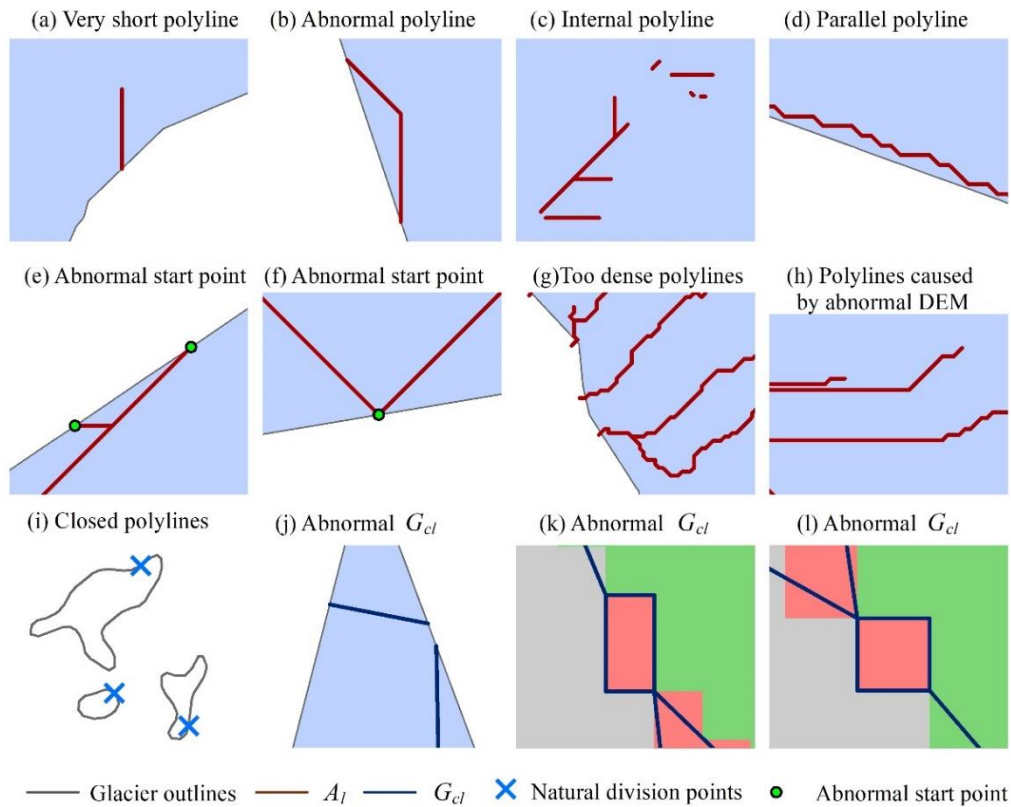 (a) Very short polyline
(b) Abnormal polyline
(c) Internal polyline
(d) Parallel polyline
(e) Abnormal start point
(f) Abnormal start point
(g)Too dense polylines
(h) Polylines caused
by abnormal DEM
(i) Closed polylines
(j) Abnormal Gcl
(k) Abnormal Gcl
(l) Abnormal Gcl
Glacier outlines
Al
Gcl
Natural division points
Abnormal start point